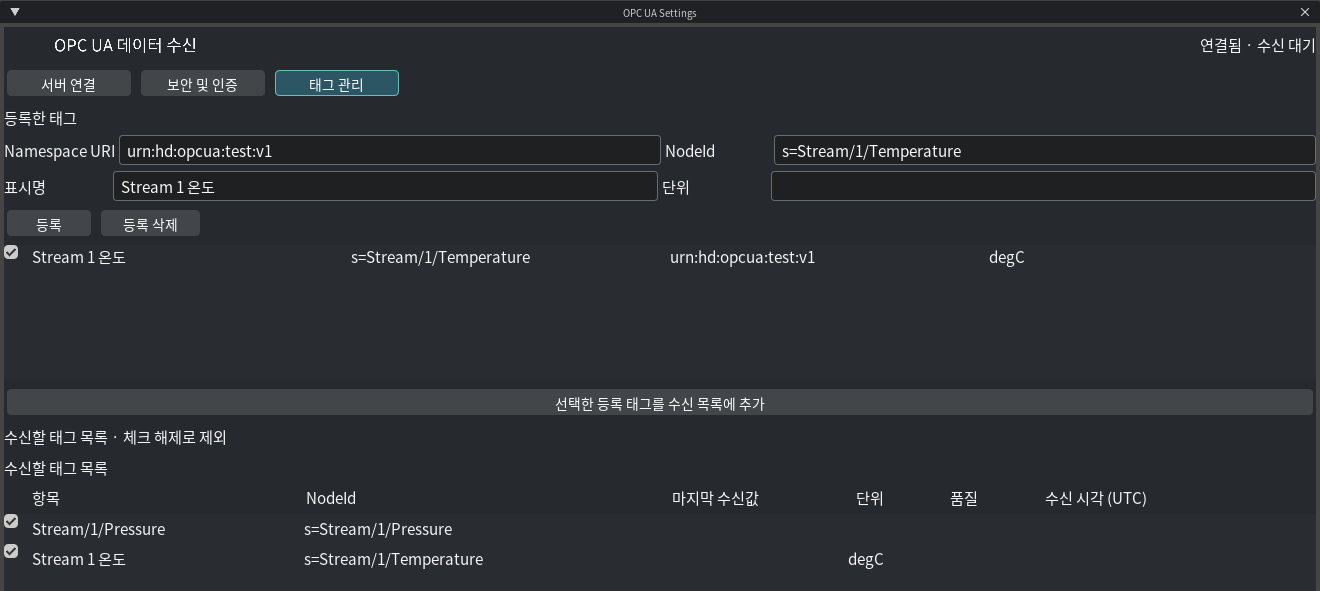 OPC UA Settings
OPC UA 데이터 수신 연결됨 · 수신 대기
서버 연결 보안 및 인증 태그 관리
등록한 태그
Namespace URI urn:hd:opcua:test:v1 NodeId s=Stream/1/Temperature
표시명 Stream 1 온도 단위
등록 등록 삭제
Stream 1 온도 s=Stream/1/Temperature urn:hd:opcua:test:v1 degC
선택한 등록 태그를 수신 목록에 추가
수신할 태그 목록 · 체크 해제로 제외
수신할 태그 목록
항목 NodeId 마지막 수신값 단위 품질 수신 시각 (UTC)
Stream/1/Pressure s=Stream/1/Pressure
Stream 1 온도 s=Stream/1/Temperature degC